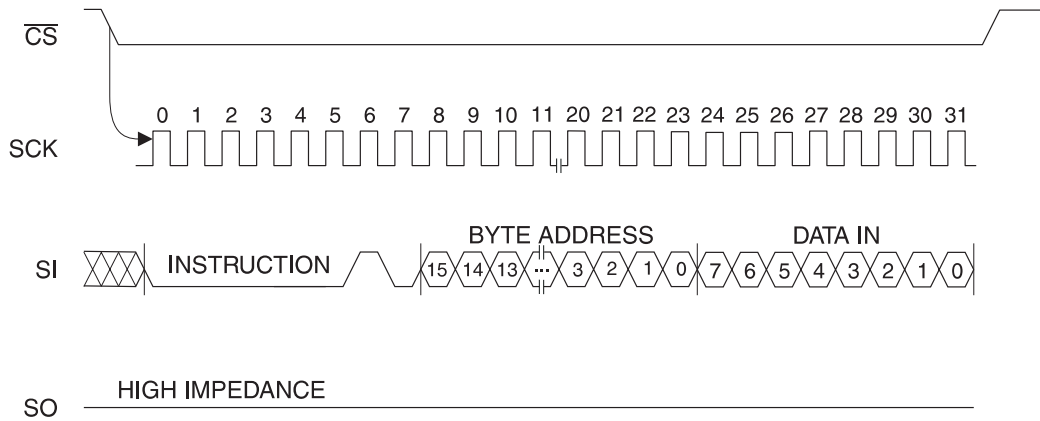 CS
0 1 2 3 4 5 6 7 8 9 10 11 20 21 22 23 24 25 26 27 28 29 30 31
SCK
BYTE ADDRESS DATA IN
SI INSTRUCTION 15 14 13 ... 3 2 1 0 7 6 5 4 3 2 1 0
HIGH IMPEDANCE
SO